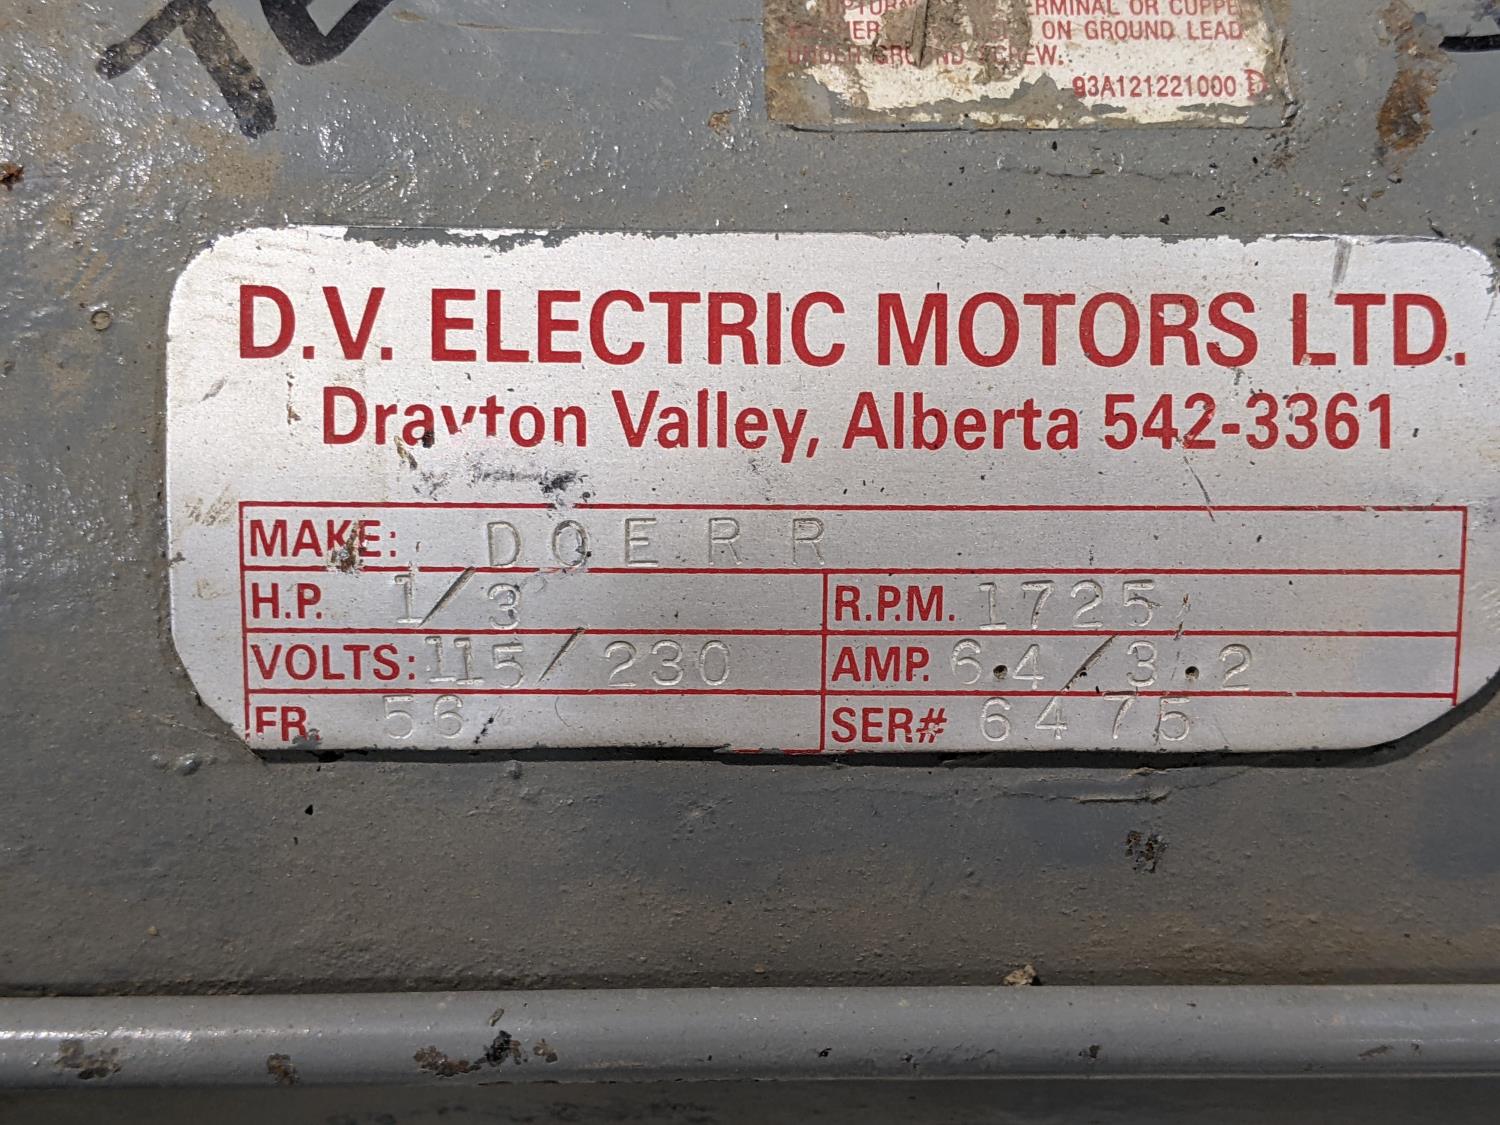 TERMINAL OR
ON GROUND LEAD
UNDER GROUND SCREW.
93A121221000 D
D.V. ELECTRIC MOTORS LTD.
Drayton Valley, Alberta 542-3361
MAKE: DOERR
H.P. 1/3 R.P.M. 1725
VOLTS: 115/230 AMP. 6.4/3.2
FR. 56 SER# 6475